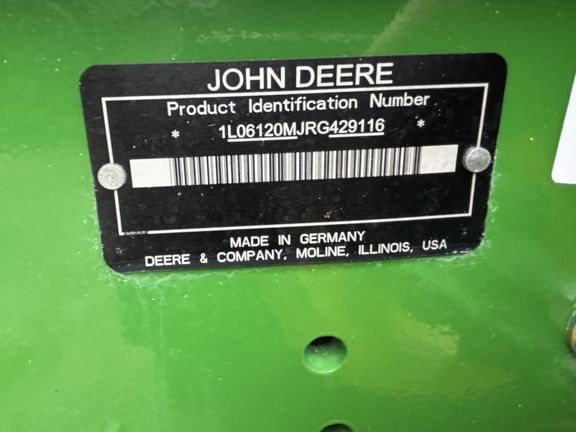 JOHN DEERE
Product Identification Number
* 1L06120MJRG429116 *
MADE IN GERMANY
DEERE & COMPANY, MOLINE, ILLINOIS, USA